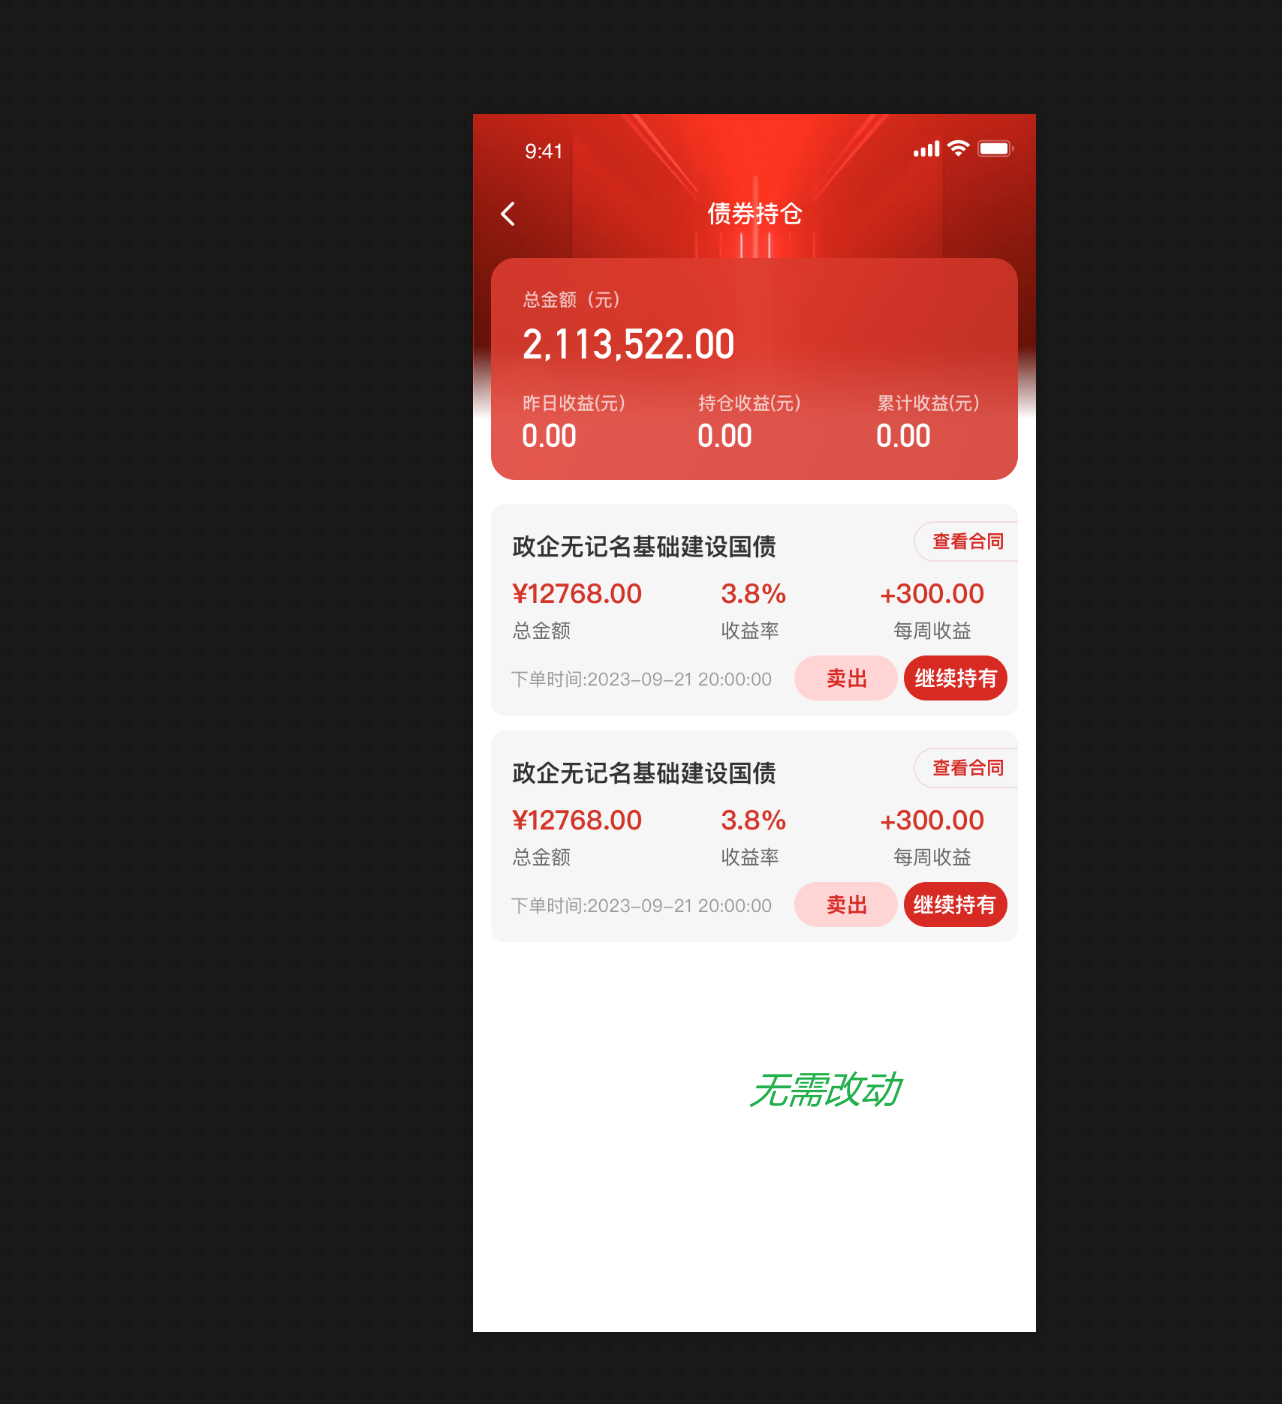 9:41
债券持仓
总金额（元）
2,113,522.00
昨日收益(元) 持仓收益(元) 累计收益(元)
0.00 0.00 0.00
政企无记名基础建设国债 查看合同
¥12768.00 3.8% +300.00
总金额 收益率 每周收益
下单时间:2023-09-21 20:00:00 卖出 继续持有
政企无记名基础建设国债 查看合同
¥12768.00 3.8% +300.00
总金额 收益率 每周收益
下单时间:2023-09-21 20:00:00 卖出 继续持有
无需改动